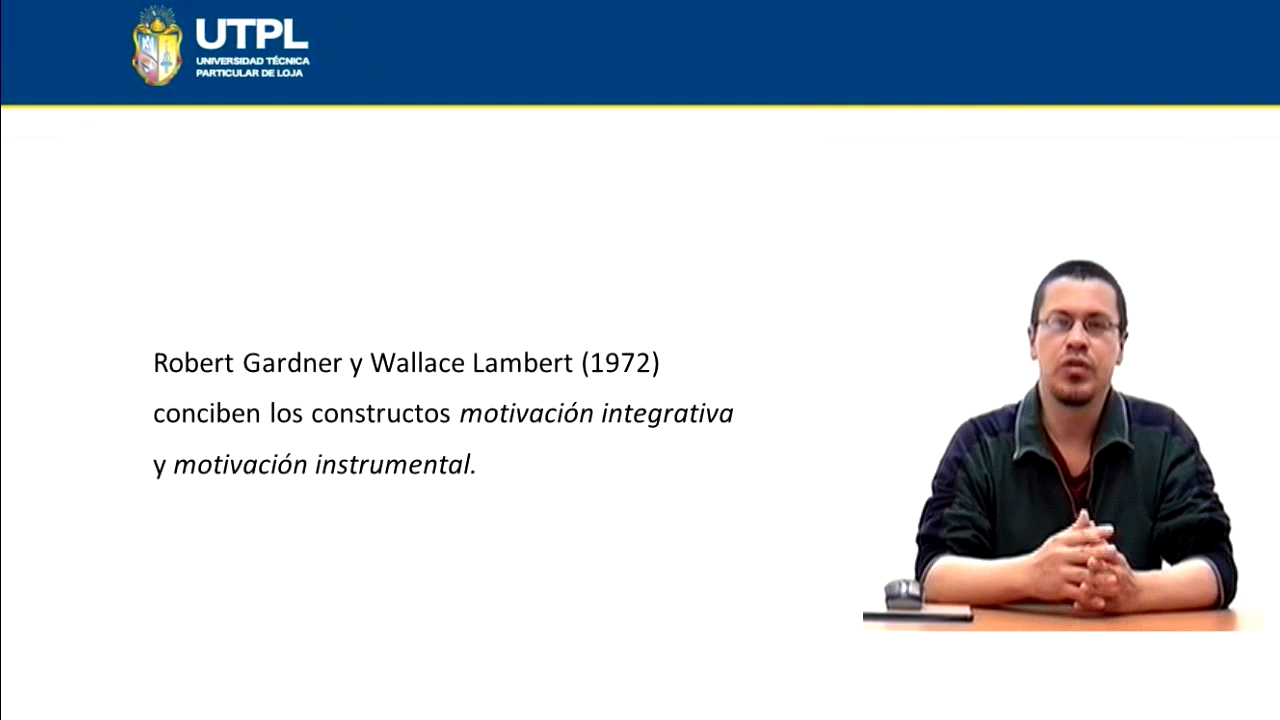 UTPL
UNIVERSIDAD TÉCNICA
PARTICULAR DE LOJA
Robert Gardner y Wallace Lambert (1972)
conciben los constructos motivación integrativa
y motivación instrumental.